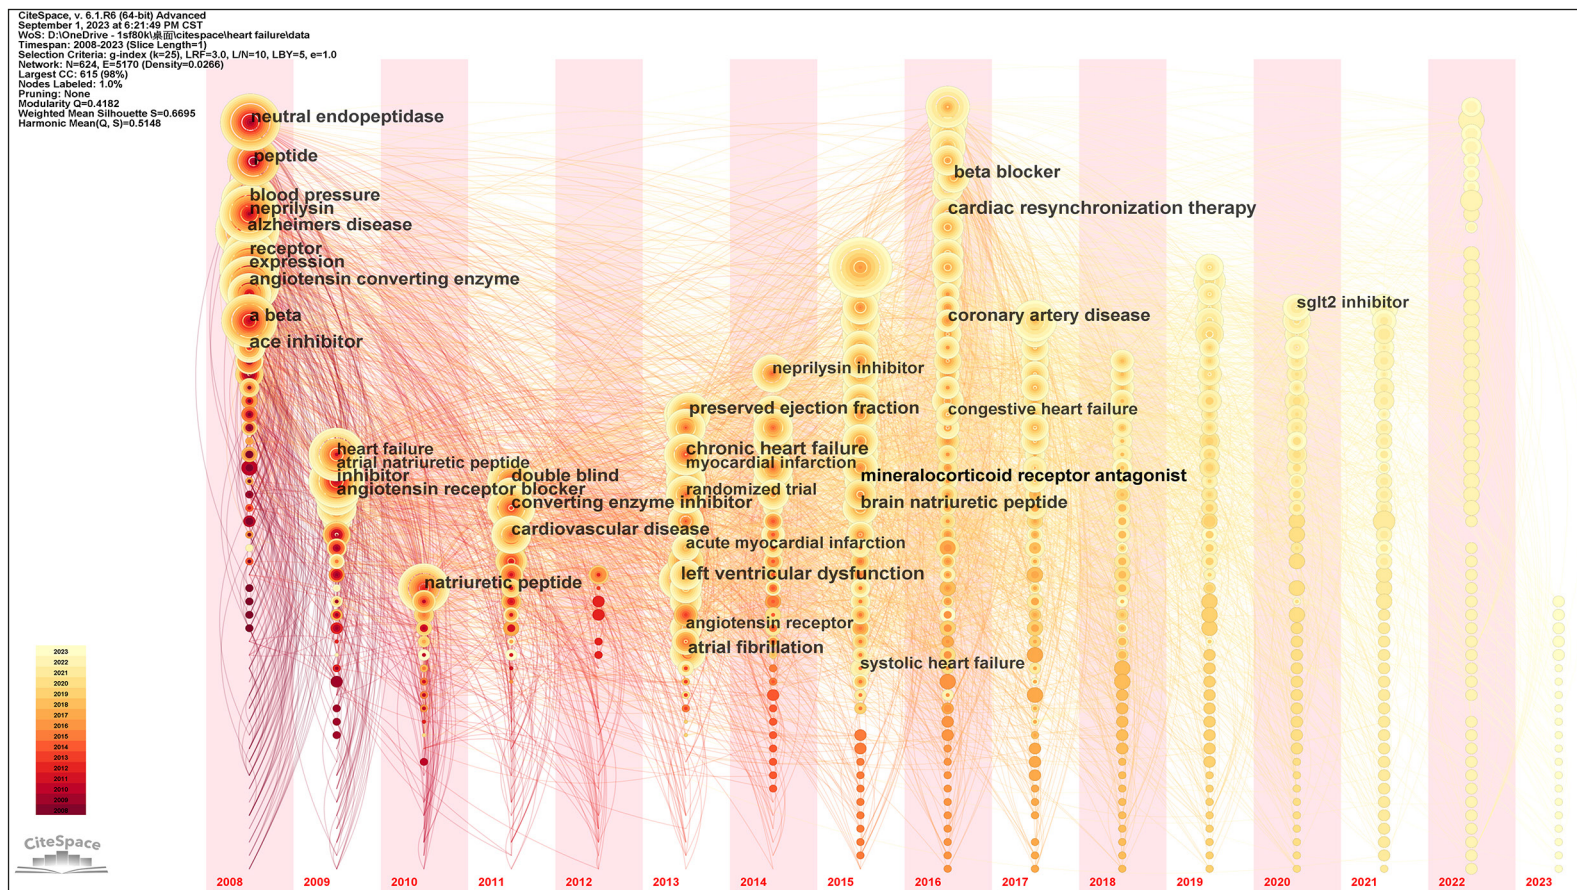 CiteSpace, v. 6.1.R6 (64-bit) Advanced
September 1, 2023 at 6:21:49 PM CST
WoS: D:\OneDrive - 1sf80k\桌面\citespace\heart failure\data
Timespan: 2008-2023 (Slice Length=1)
Selection Criteria: g-index (k=25), LRF=3.0, L/N=10, LBY=5, e=1.0
Network: N=624, E=5170 (Density=0.0266)
Largest CC: 615 (98%)
Nodes Labeled: 1.0%
Pruning: None
Modularity Q=0.4182
Weighted Mean Silhouette S=0.6695
Harmonic Mean(Q, S)=0.5148
neutral endopeptidase
peptide
blood pressure
neprilysin
alzheimers disease
receptor
expression
angiotensin converting enzyme
a beta
ace inhibitor
heart failure
atrial natriuretic peptide
inhibitor
angiotensin receptor blocker
natriuretic peptide
double blind
converting enzyme inhibitor
cardiovascular disease
preserved ejection fraction
chronic heart failure
myocardial infarction
randomized trial
acute myocardial infarction
left ventricular dysfunction
angiotensin receptor
atrial fibrillation
neprilysin inhibitor
mineralocorticoid receptor antagonist
brain natriuretic peptide
systolic heart failure
beta blocker
cardiac resynchronization therapy
coronary artery disease
congestive heart failure
sglt2 inhibitor
2023
2022
2021
2020
2019
2018
2017
2016
2015
2014
2013
2012
2011
2010
2009
2008
CiteSpace
2008 2009 2010 2011 2012 2013 2014 2015 2016 2017 2018 2019 2020 2021 2022 2023